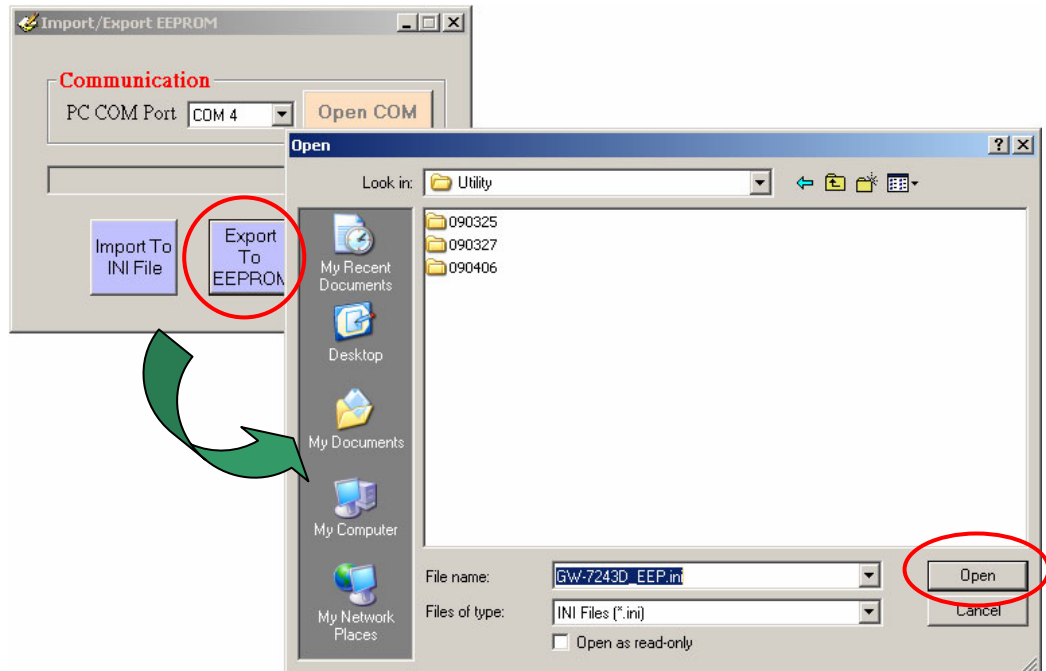 Import/Export EEPROM
Communication
PC COM Port
COM 4
Open COM
Import To
INI File
Export
To
EEPROM
Open
Look in:
Utility
090325
090327
090406
My Recent
Documents
Desktop
My Documents
My Computer
My Network
Places
File name:
GW-7243D_EEP.ini
Open
Files of type:
INI Files (*.ini)
Cancel
Open as read-only